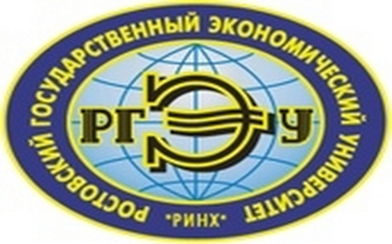 РОСТОВСКИЙ ГОСУДАРСТВЕННЫЙ ЭКОНОМИЧЕСКИЙ УНИВЕРСИТЕТ
РГЭУ
"РИНХ"